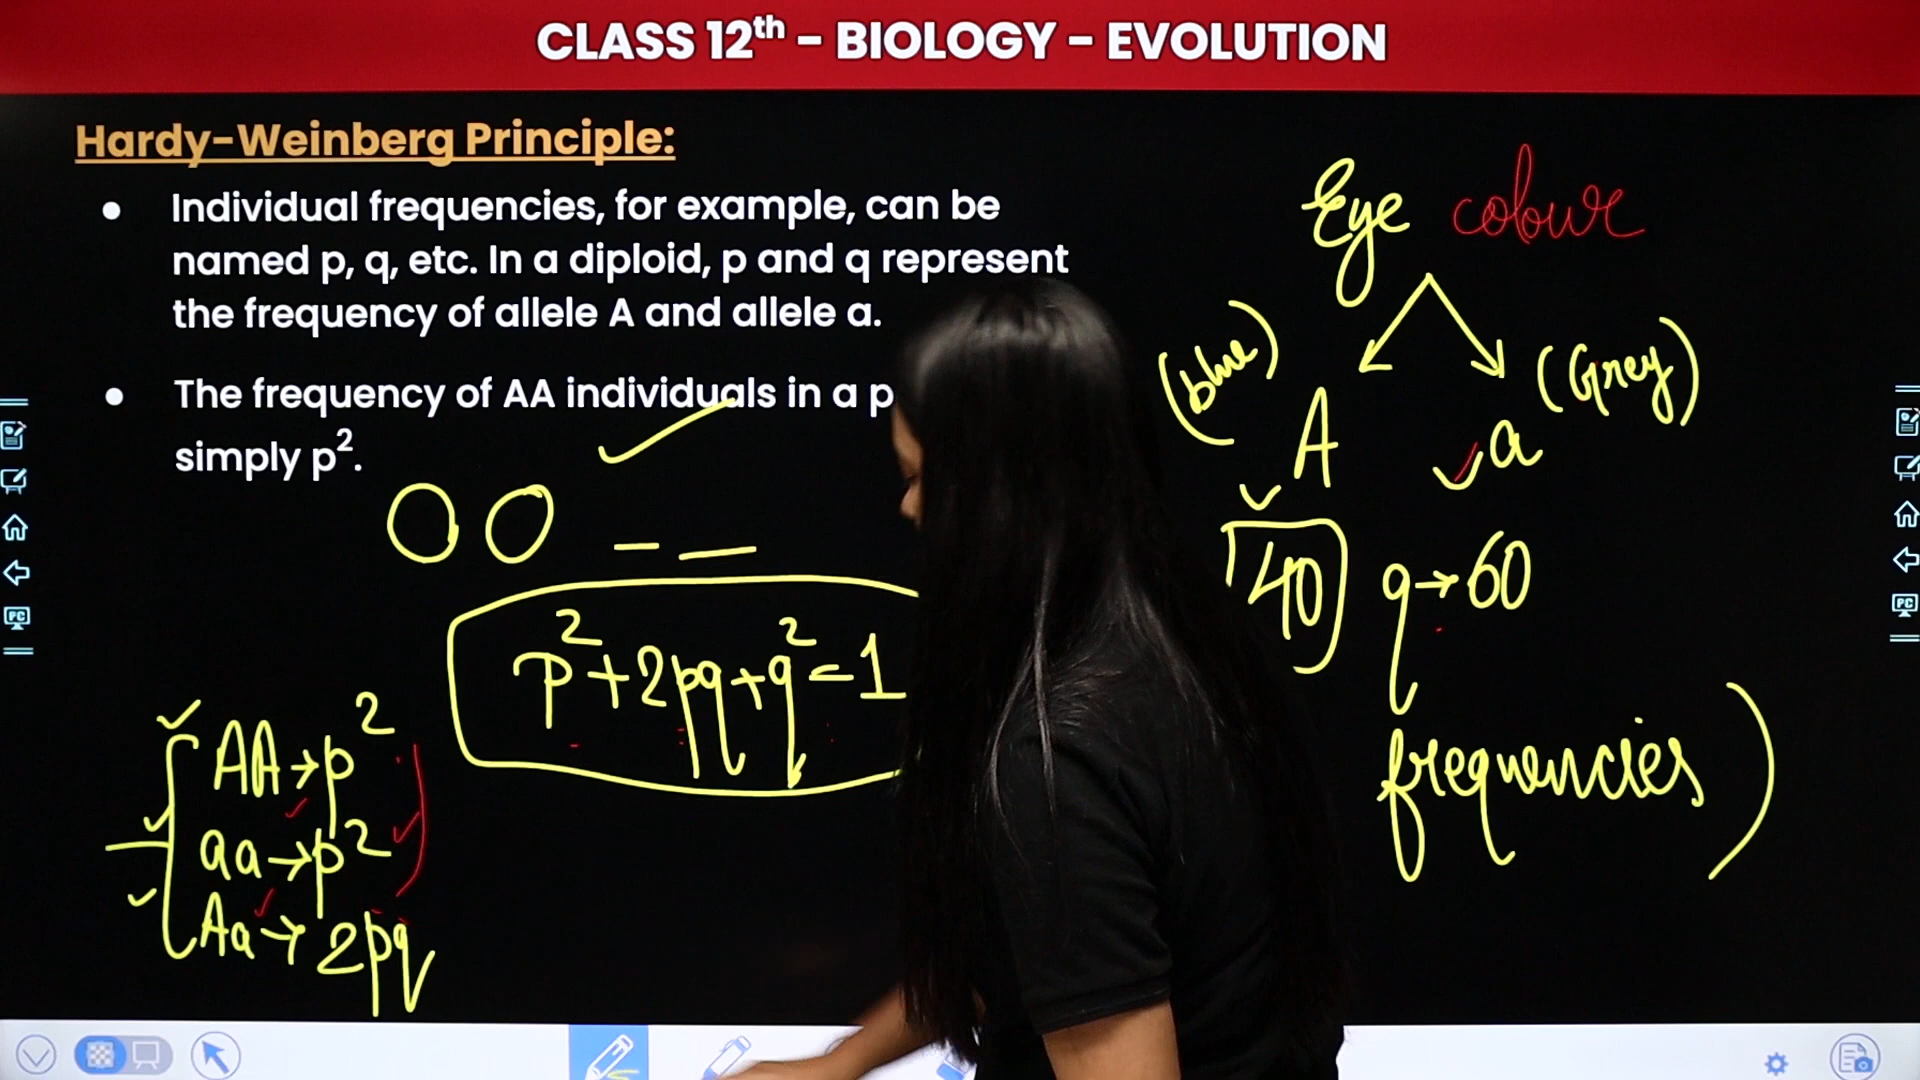 CLASS 12th - BIOLOGY - EVOLUTION
Hardy-Weinberg Principle:
• Individual frequencies, for example, can be
named p, q, etc. In a diploid, p and q represent
the frequency of allele A and allele a.
• The frequency of AA individuals in a p
simply p².
p²+2pq+q²=1
AA→p²
aa→p²
Aa→2pq
Eye colour
(blue) (Grey)
A a
40 q→60
frequencies)
PC
PC